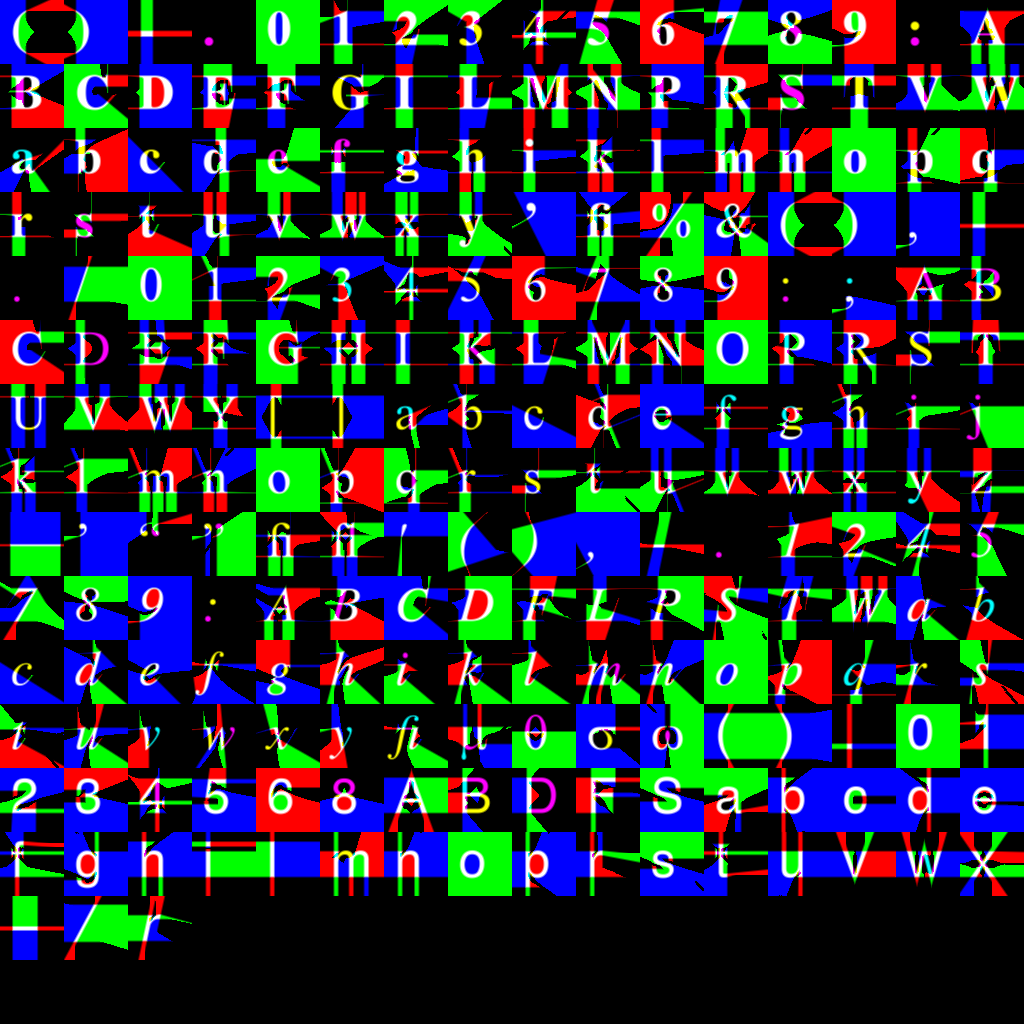 ( ) - . 0 1 2 3 4 5 6 7 8 9 : A
B C D E F G I L M N P R S T V W
a b c d e f g h i k l m n o p q
r s t u v w x y ’ fi % & ( ) , -
. / 0 1 2 3 4 5 6 7 8 9 : ; A B
C D E F G H I K L M N O P R S T
U V W Y [ ] a b c d e f g h i j
k l m n o p q r s t u v w x y z
– ’ “ ” fi ( ) , - . 1 2 4 5
7 8 9 : A B C D F L P S T W a b
c d e f g h i k l m n o p q r s
t u v w x y fi μ θ σ α ( ) - 0 1
2 3 4 5 6 8 A B D F S a b c d e
f g h i l m n o p r s t u v w x
- / r